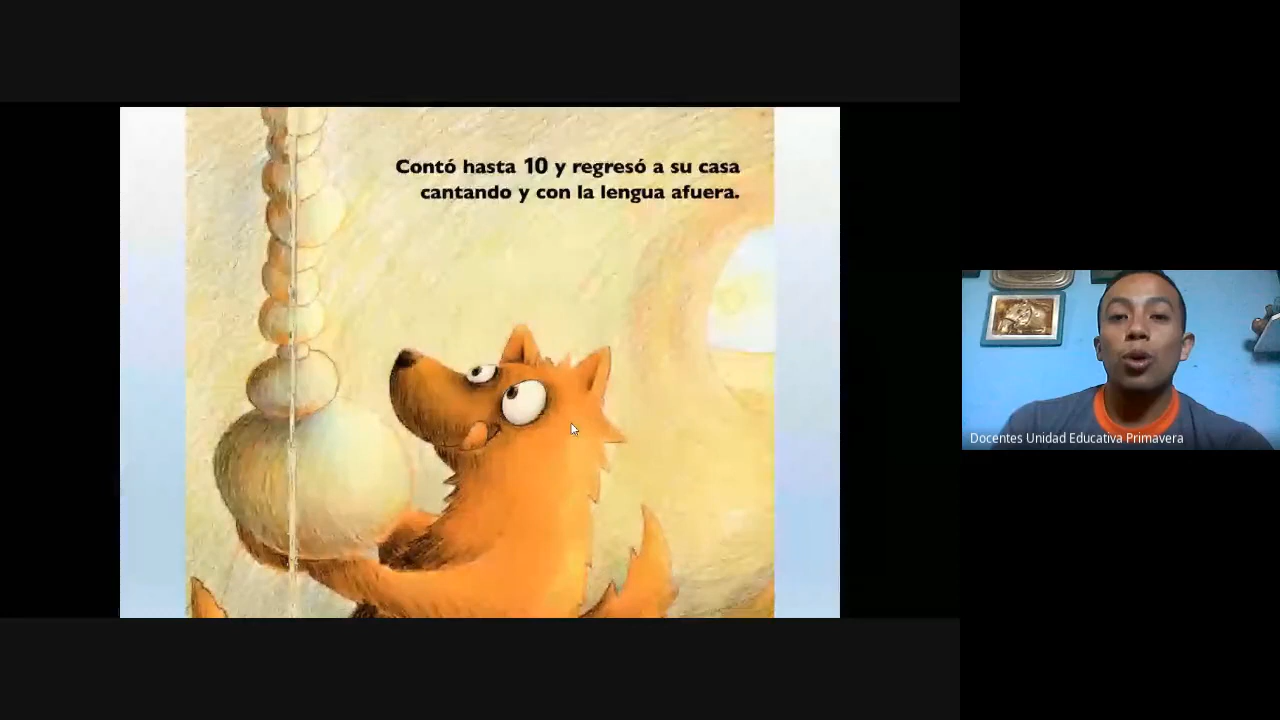 Contó hasta 10 y regresó a su casa
cantando y con la lengua afuera.
Docentes Unidad Educativa Primavera